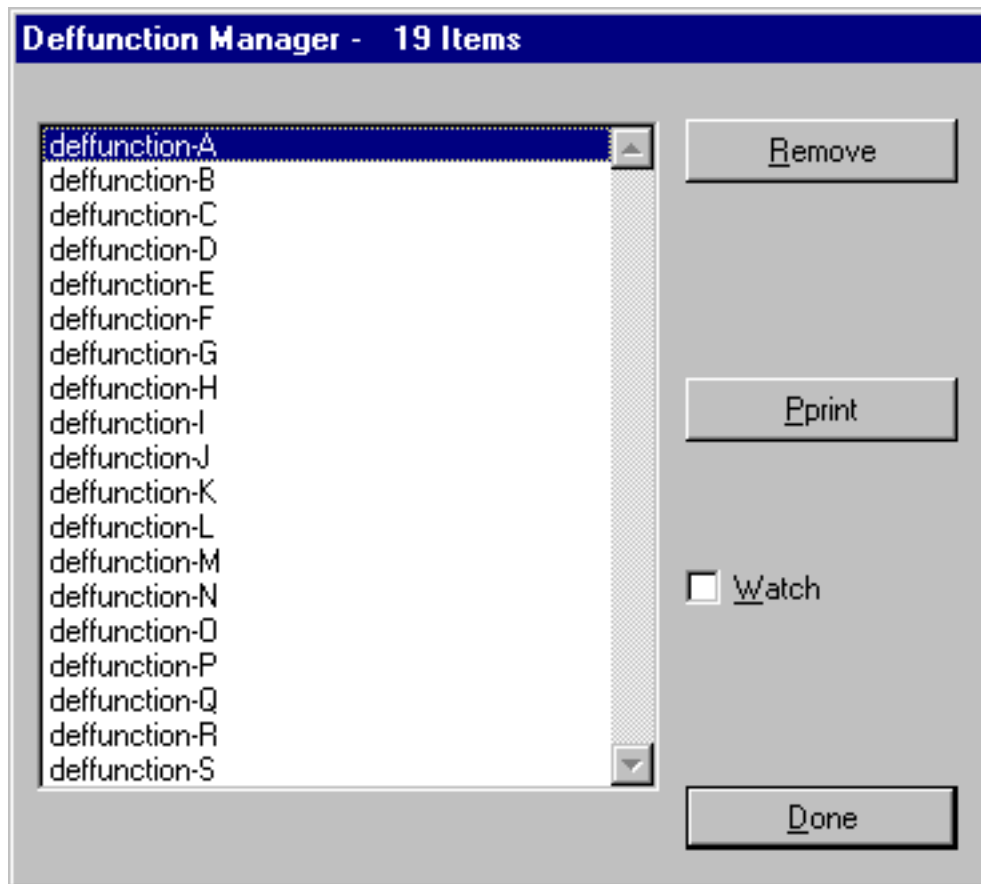 Deffunction Manager -   19 Items
deffunction-A
deffunction-B
deffunction-C
deffunction-D
deffunction-E
deffunction-F
deffunction-G
deffunction-H
deffunction-I
deffunction-J
deffunction-K
deffunction-L
deffunction-M
deffunction-N
deffunction-O
deffunction-P
deffunction-Q
deffunction-R
deffunction-S
Remove
Pprint
Watch
Done